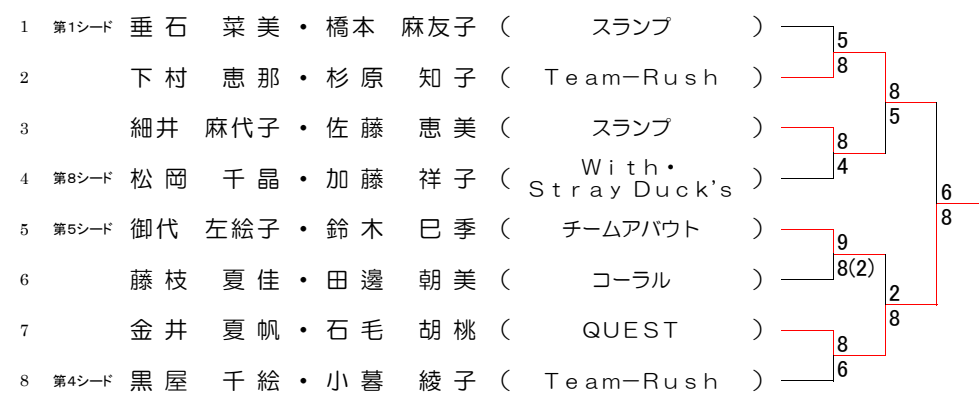 1 第1シード 垂石 菜美・橋本 麻友子 ( スランプ )
2 下村 恵那・杉原 知子 ( Team－Rush )
3 細井 麻代子・佐藤 恵美 ( スランプ )
4 第8シード 松岡 千晶・加藤 祥子 ( With・
Stray Duck's )
5 第5シード 御代 左絵子・鈴木 巳季 ( チームアバウト )
6 藤枝 夏佳・田邊 朝美 ( コーラル )
7 金井 夏帆・石毛 胡桃 ( QUEST )
8 第4シード 黒屋 千絵・小暮 綾子 ( Team－Rush )
5
8
8
4
9
8(2)
8
6
8
5
2
8
6
8